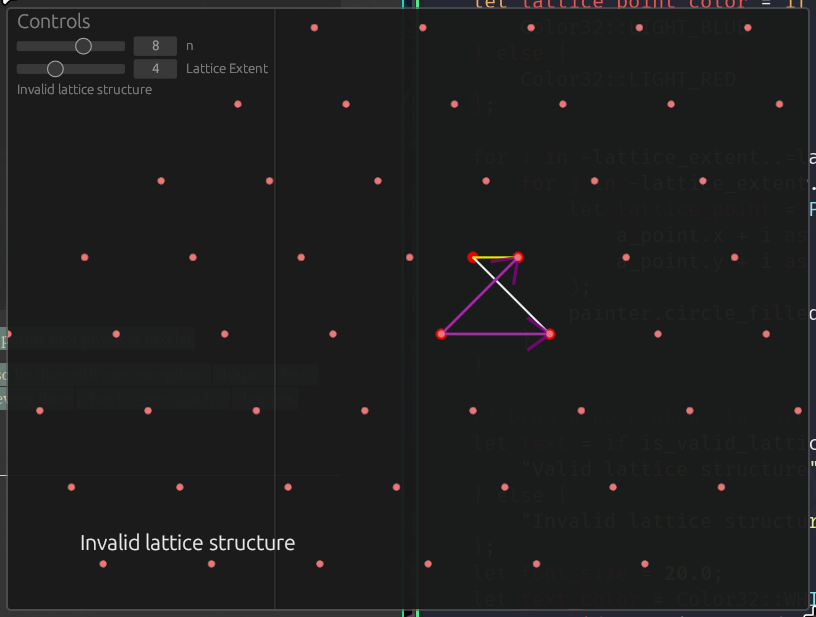 let lattice_point_color = if
Controls
Color32::LIGHT_BLUE
8 n
} else {
4 Lattice Extent
Color32::LIGHT_RED
Invalid lattice structure
};
for i in -lattice_extent..=la
for j in -lattice_extent.
let lattice_point = P
a_point.x + i as
a_point.y + j as
);
painter.circle_filled
}
let text = if is_valid_lattic
"Valid lattice structure"
} else {
"Invalid lattice structur
Invalid lattice structure
};
let font_size = 20.0;
let text_color = Color32::WHIT